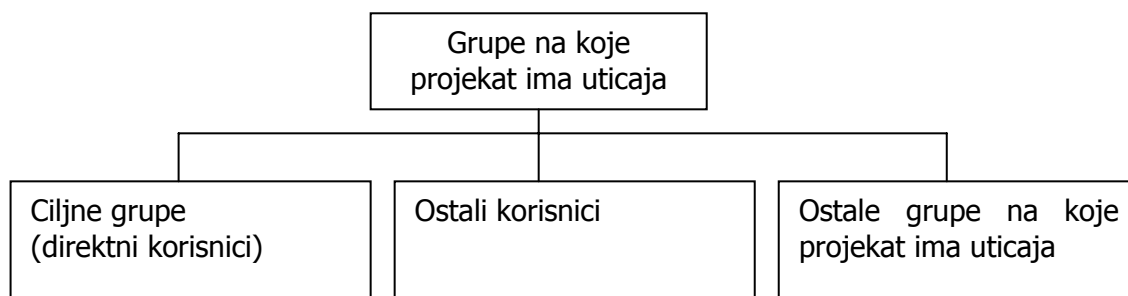 Grupe na koje
projekat ima uticaja
Ciljne grupe
(direktni korisnici)
Ostali korisnici
Ostale grupe na koje
projekat ima uticaja